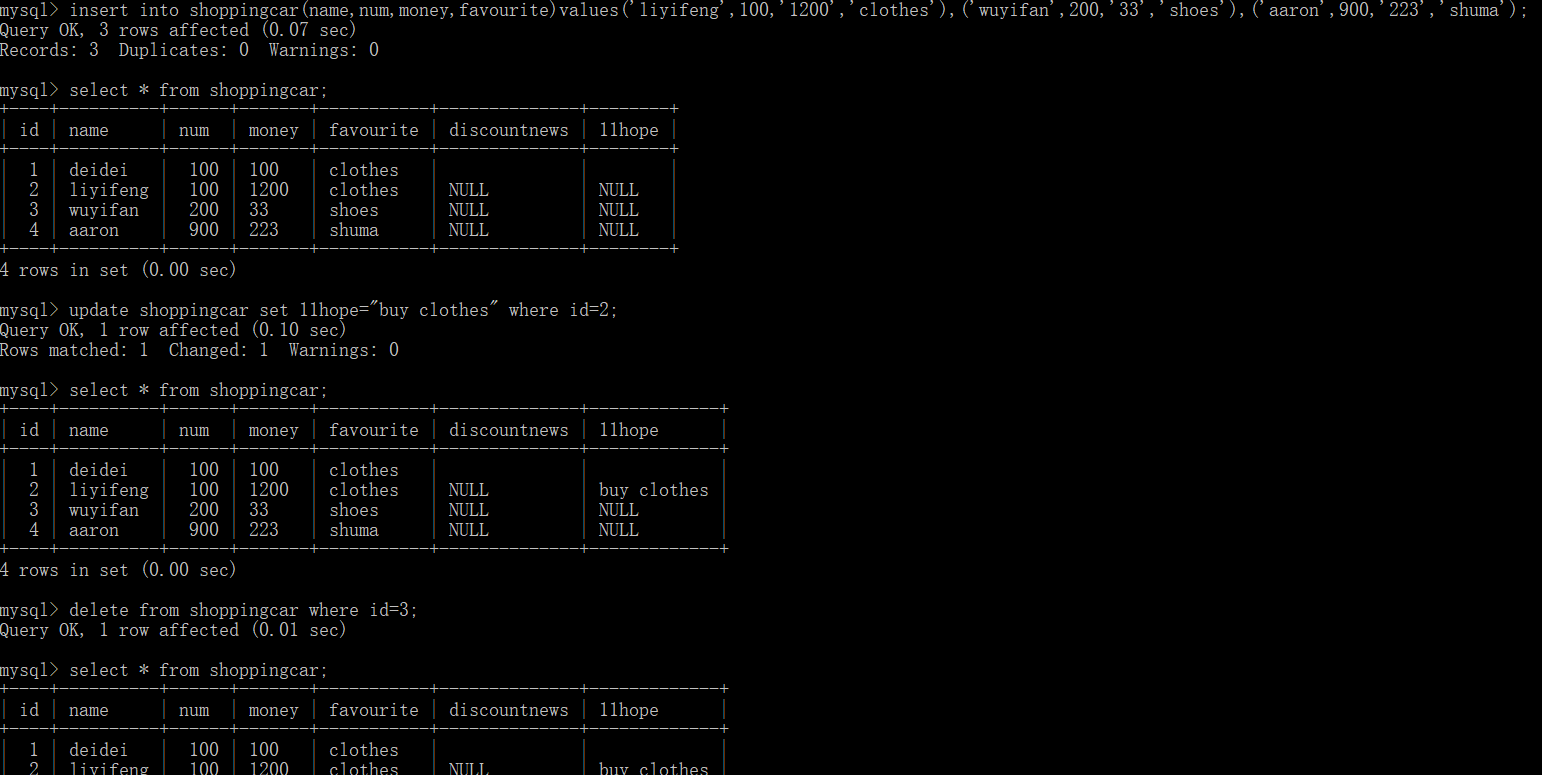 mysql> insert into shoppingcar(name,num,money,favourite)values('liyifeng',100,'1200','clothes'),('wuyifan',200,'33','shoes'),('aaron',900,'223','shuma');
Query OK, 3 rows affected (0.07 sec)
Records: 3  Duplicates: 0  Warnings: 0
mysql> select * from shoppingcar;
+----+----------+------+-------+-----------+--------------+--------+
| id | name     | num  | money | favourite | discountnews | llhope |
+----+----------+------+-------+-----------+--------------+--------+
|  1 | deidei   |  100 | 100   | clothes   |              |        |
|  2 | liyifeng |  100 | 1200  | clothes   | NULL         | NULL   |
|  3 | wuyifan  |  200 | 33    | shoes     | NULL         | NULL   |
|  4 | aaron    |  900 | 223   | shuma     | NULL         | NULL   |
+----+----------+------+-------+-----------+--------------+--------+
4 rows in set (0.00 sec)
mysql> update shoppingcar set llhope="buy clothes" where id=2;
Query OK, 1 row affected (0.10 sec)
Rows matched: 1  Changed: 1  Warnings: 0
mysql> select * from shoppingcar;
+----+----------+------+-------+-----------+--------------+-------------+
| id | name     | num  | money | favourite | discountnews | llhope      |
+----+----------+------+-------+-----------+--------------+-------------+
|  1 | deidei   |  100 | 100   | clothes   |              |             |
|  2 | liyifeng |  100 | 1200  | clothes   | NULL         | buy clothes |
|  3 | wuyifan  |  200 | 33    | shoes     | NULL         | NULL        |
|  4 | aaron    |  900 | 223   | shuma     | NULL         | NULL        |
+----+----------+------+-------+-----------+--------------+-------------+
4 rows in set (0.00 sec)
mysql> delete from shoppingcar where id=3;
Query OK, 1 row affected (0.01 sec)
mysql> select * from shoppingcar;
+----+----------+------+-------+-----------+--------------+-------------+
| id | name     | num  | money | favourite | discountnews | llhope      |
+----+----------+------+-------+-----------+--------------+-------------+
|  1 | deidei   |  100 | 100   | clothes   |              |             |
|  2 | liyifeng |  100 | 1200  | clothes   | NULL         | buy clothes |